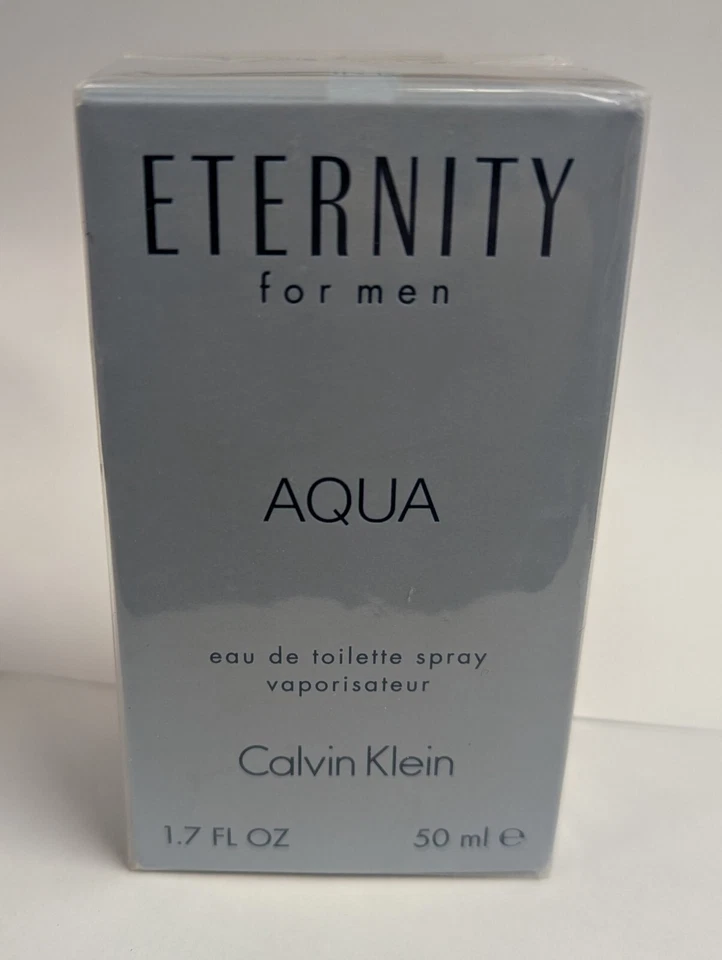 ETERNITY
for men
AQUA
eau de toilette spray
vaporisateur
Calvin Klein
1.7 FL OZ 50 ml ℮